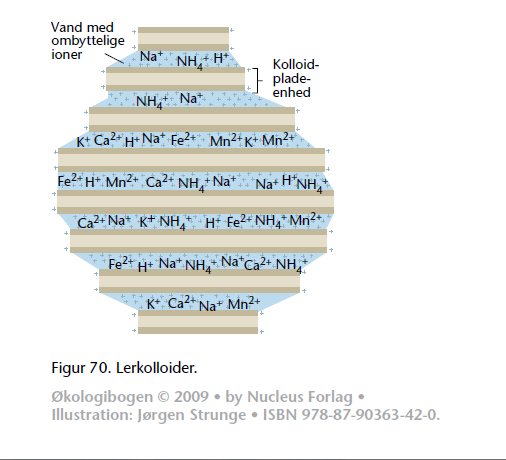 Vand med
ombyttelige
ioner
Kolloid-
plade-
enhed
Na⁺ NH₄⁺ H⁺
NH₄⁺ Na⁺
K⁺ Ca²⁺ H⁺ Na⁺ Fe²⁺ Mn²⁺ K⁺ Mn²⁺
Fe²⁺ H⁺ Mn²⁺ Ca²⁺ NH₄⁺ Na⁺ Na⁺ H⁺ NH₄⁺
Ca²⁺ Na⁺ K⁺ NH₄⁺ H⁺ Fe²⁺ NH₄⁺ Mn²⁺
Fe²⁺ H⁺ Na⁺ NH₄⁺ Na⁺ Ca²⁺ NH₄⁺
K⁺ Ca²⁺ Na⁺ Mn²⁺
Figur 70. Lerkolloider.
Økologibogen © 2009 • by Nucleus Forlag •
Illustration: Jørgen Strunge • ISBN 978-87-90363-42-0.